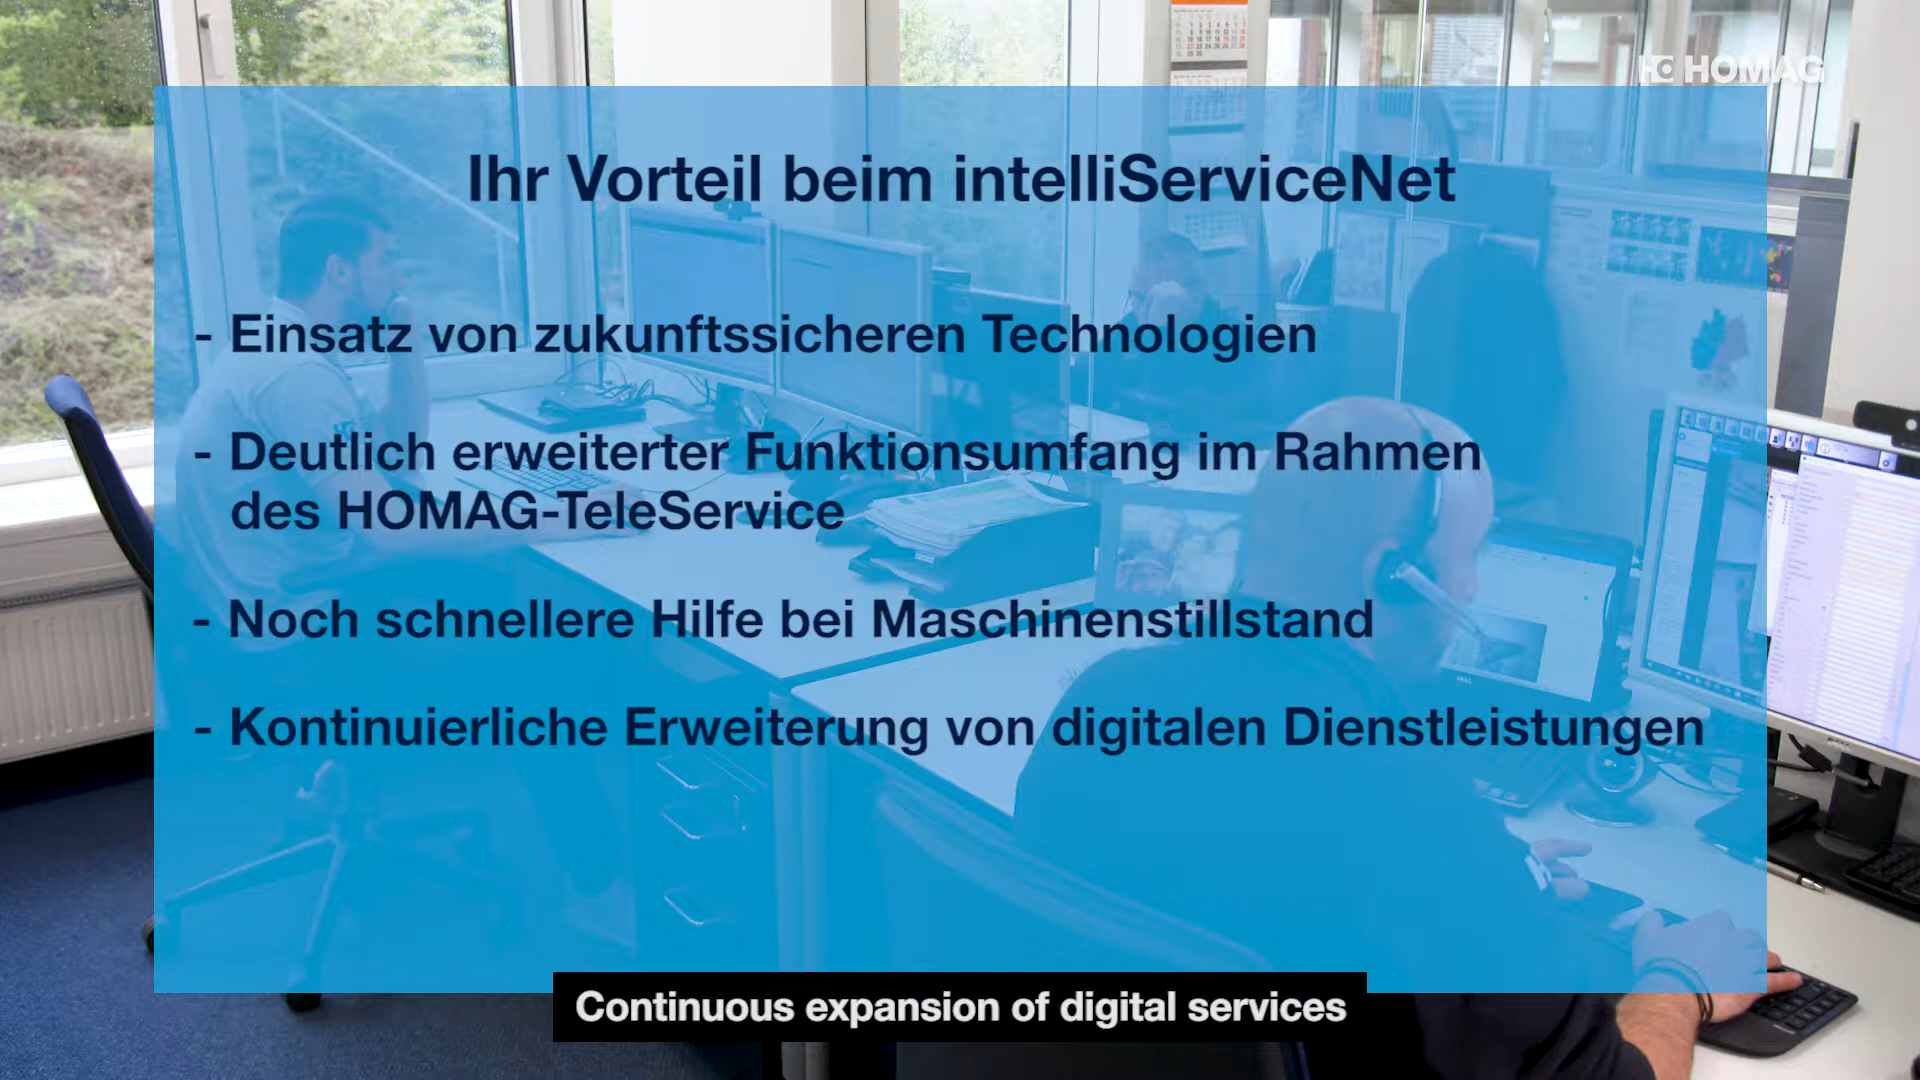 HOMAG
Ihr Vorteil beim intelliServiceNet
- Einsatz von zukunftssicheren Technologien
- Deutlich erweiterter Funktionsumfang im Rahmen
des HOMAG-TeleService
- Noch schnellere Hilfe bei Maschinenstillstand
- Kontinuierliche Erweiterung von digitalen Dienstleistungen
Continuous expansion of digital services